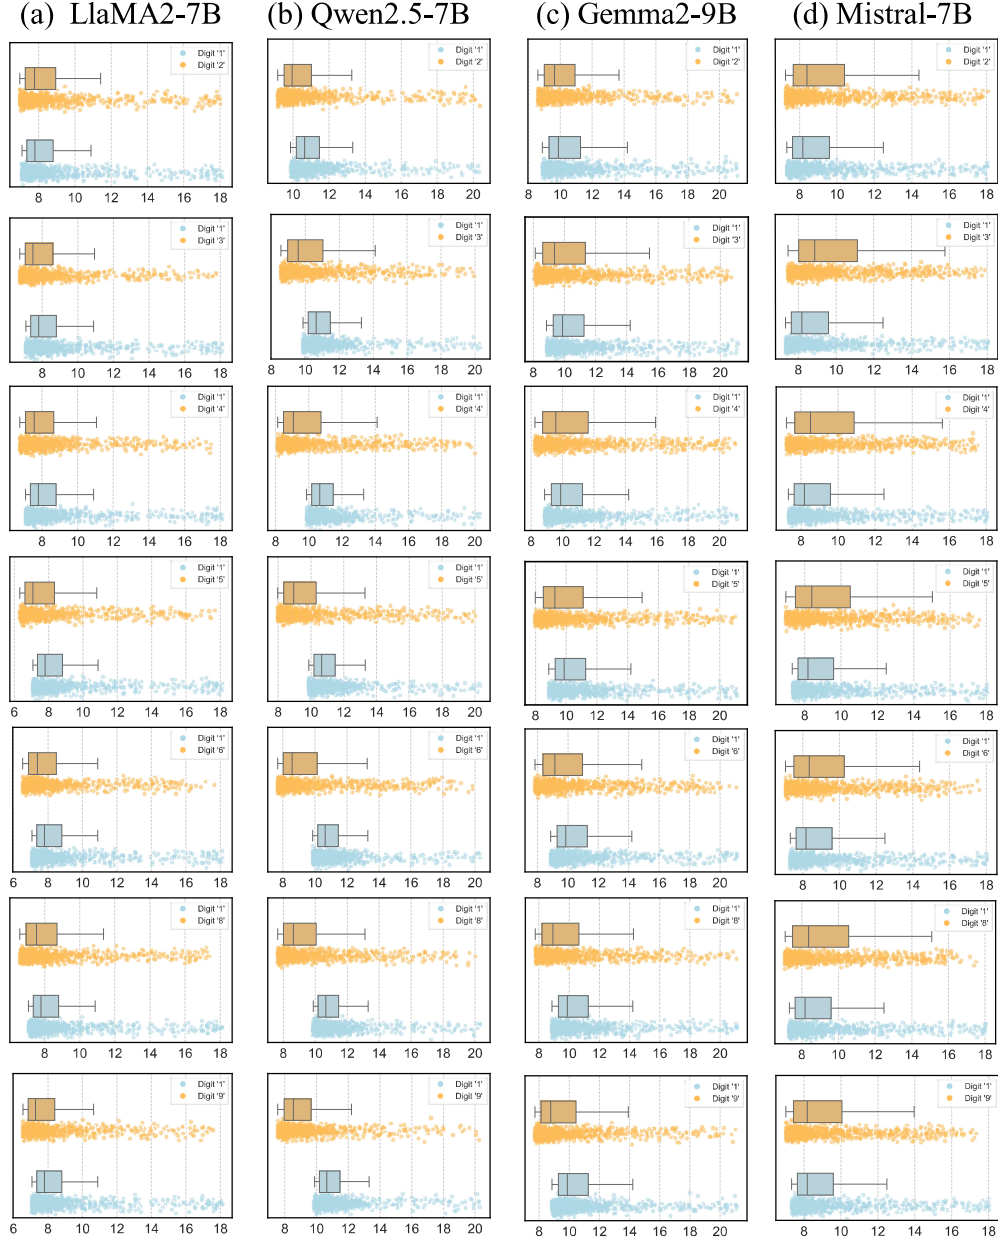 (a) LlaMA2-7B (b) Qwen2.5-7B (c) Gemma2-9B (d) Mistral-7B
Digit '1' Digit '1' Digit '1' Digit '1'
Digit '2' Digit '2' Digit '2' Digit '2'
8 10 12 14 16 18 10 12 14 16 18 20 8 10 12 14 16 18 20 8 10 12 14 16 18
Digit '1' Digit '1' Digit '1' Digit '1'
Digit '3' Digit '3' Digit '3' Digit '3'
8 10 12 14 16 18 8 10 12 14 16 18 20 8 10 12 14 16 18 20 8 10 12 14 16 18
Digit '1' Digit '1' Digit '1' Digit '1'
Digit '4' Digit '4' Digit '4' Digit '4'
8 10 12 14 16 18 8 10 12 14 16 18 20 8 10 12 14 16 18 20 8 10 12 14 16 18
Digit '1' Digit '1' Digit '1' Digit '1'
Digit '5' Digit '5' Digit '5' Digit '5'
6 8 10 12 14 16 18 8 10 12 14 16 18 20 8 10 12 14 16 18 20 8 10 12 14 16 18
Digit '1' Digit '1' Digit '1' Digit '1'
Digit '6' Digit '6' Digit '6' Digit '6'
6 8 10 12 14 16 18 8 10 12 14 16 18 20 8 10 12 14 16 18 20 8 10 12 14 16 18
Digit '1' Digit '1' Digit '1' Digit '1'
Digit '8' Digit '8' Digit '8' Digit '8'
8 10 12 14 16 18 8 10 12 14 16 18 20 8 10 12 14 16 18 20 8 10 12 14 16 18
Digit '1' Digit '1' Digit '1' Digit '1'
Digit '9' Digit '9' Digit '9' Digit '9'
6 8 10 12 14 16 18 8 10 12 14 16 18 20 8 10 12 14 16 18 20 8 10 12 14 16 18